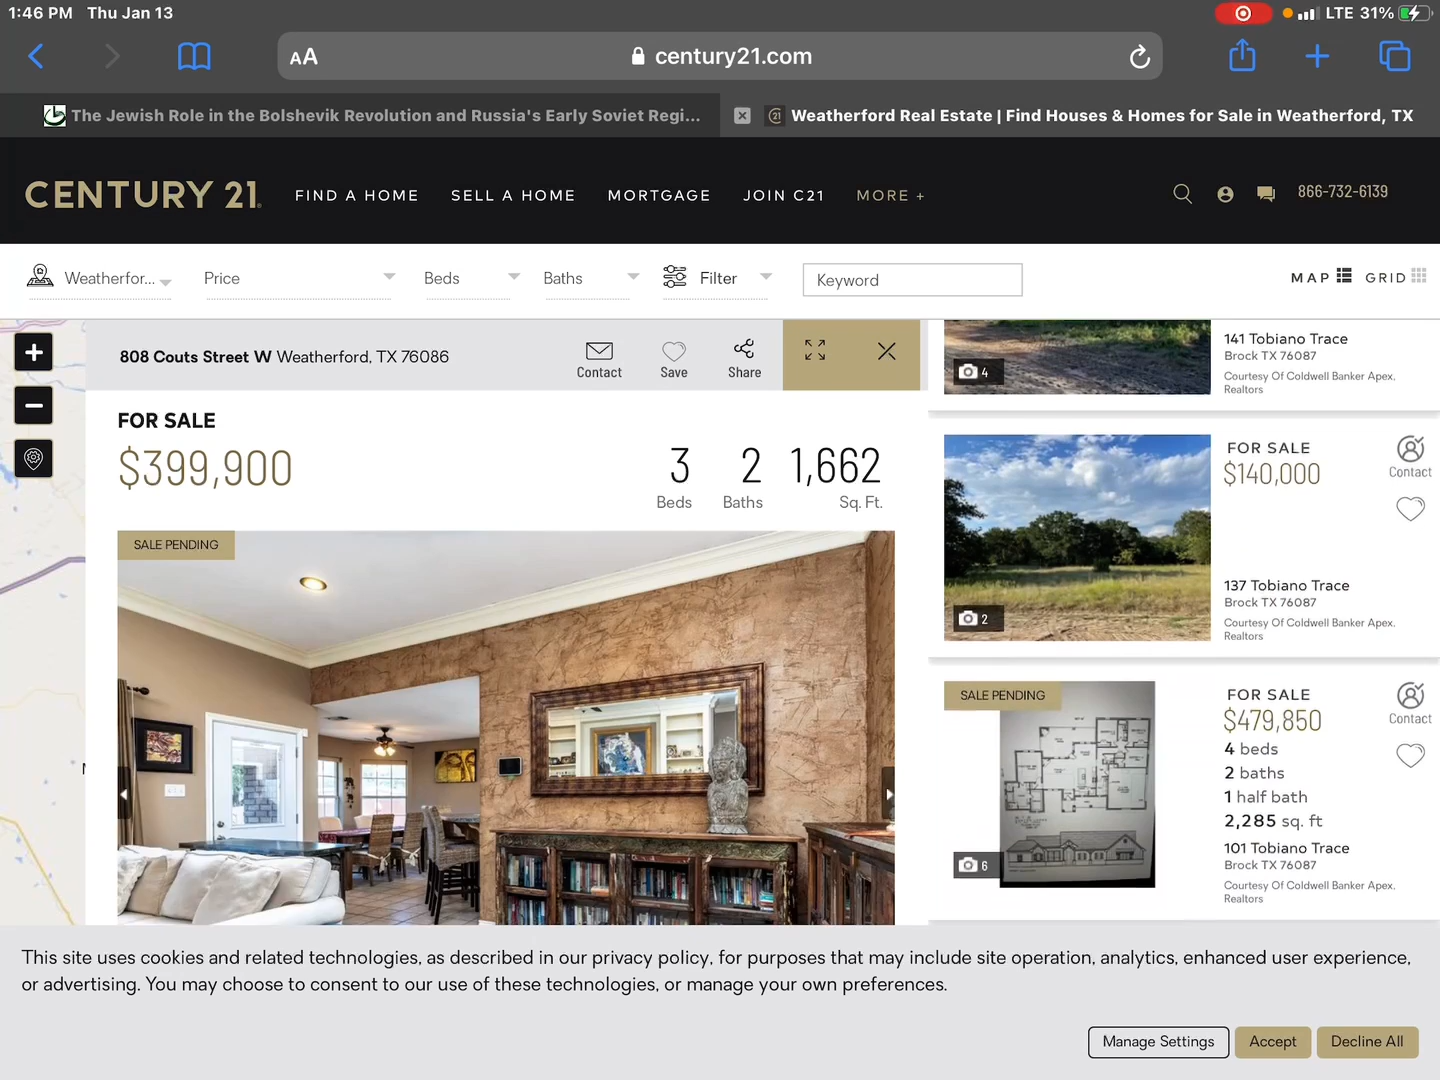 1:46 PM Thu Jan 13
LTE 31%
AA
century21.com
The Jewish Role in the Bolshevik Revolution and Russia's Early Soviet Regi...
Weatherford Real Estate | Find Houses & Homes for Sale in Weatherford, TX
CENTURY 21
FIND A HOME
SELL A HOME
MORTGAGE
JOIN C21
MORE +
866-732-6139
Weatherfor...
Price
Beds
Baths
Filter
Keyword
MAP
GRID
808 Couts Street W Weatherford, TX 76086
Contact
Save
Share
FOR SALE
$399,900
3
Beds
2
Baths
1,662
Sq. Ft.
SALE PENDING
4
141 Tobiano Trace
Brock TX 76087
Courtesy Of Coldwell Banker Apex,
Realtors
FOR SALE
$140,000
Contact
2
137 Tobiano Trace
Brock TX 76087
Courtesy Of Coldwell Banker Apex,
Realtors
SALE PENDING
FOR SALE
$479,850
Contact
4 beds
2 baths
1 half bath
2,285 sq. ft
6
101 Tobiano Trace
Brock TX 76087
Courtesy Of Coldwell Banker Apex,
Realtors
This site uses cookies and related technologies, as described in our privacy policy, for purposes that may include site operation, analytics, enhanced user experience,
or advertising. You may choose to consent to our use of these technologies, or manage your own preferences.
Manage Settings
Accept
Decline All